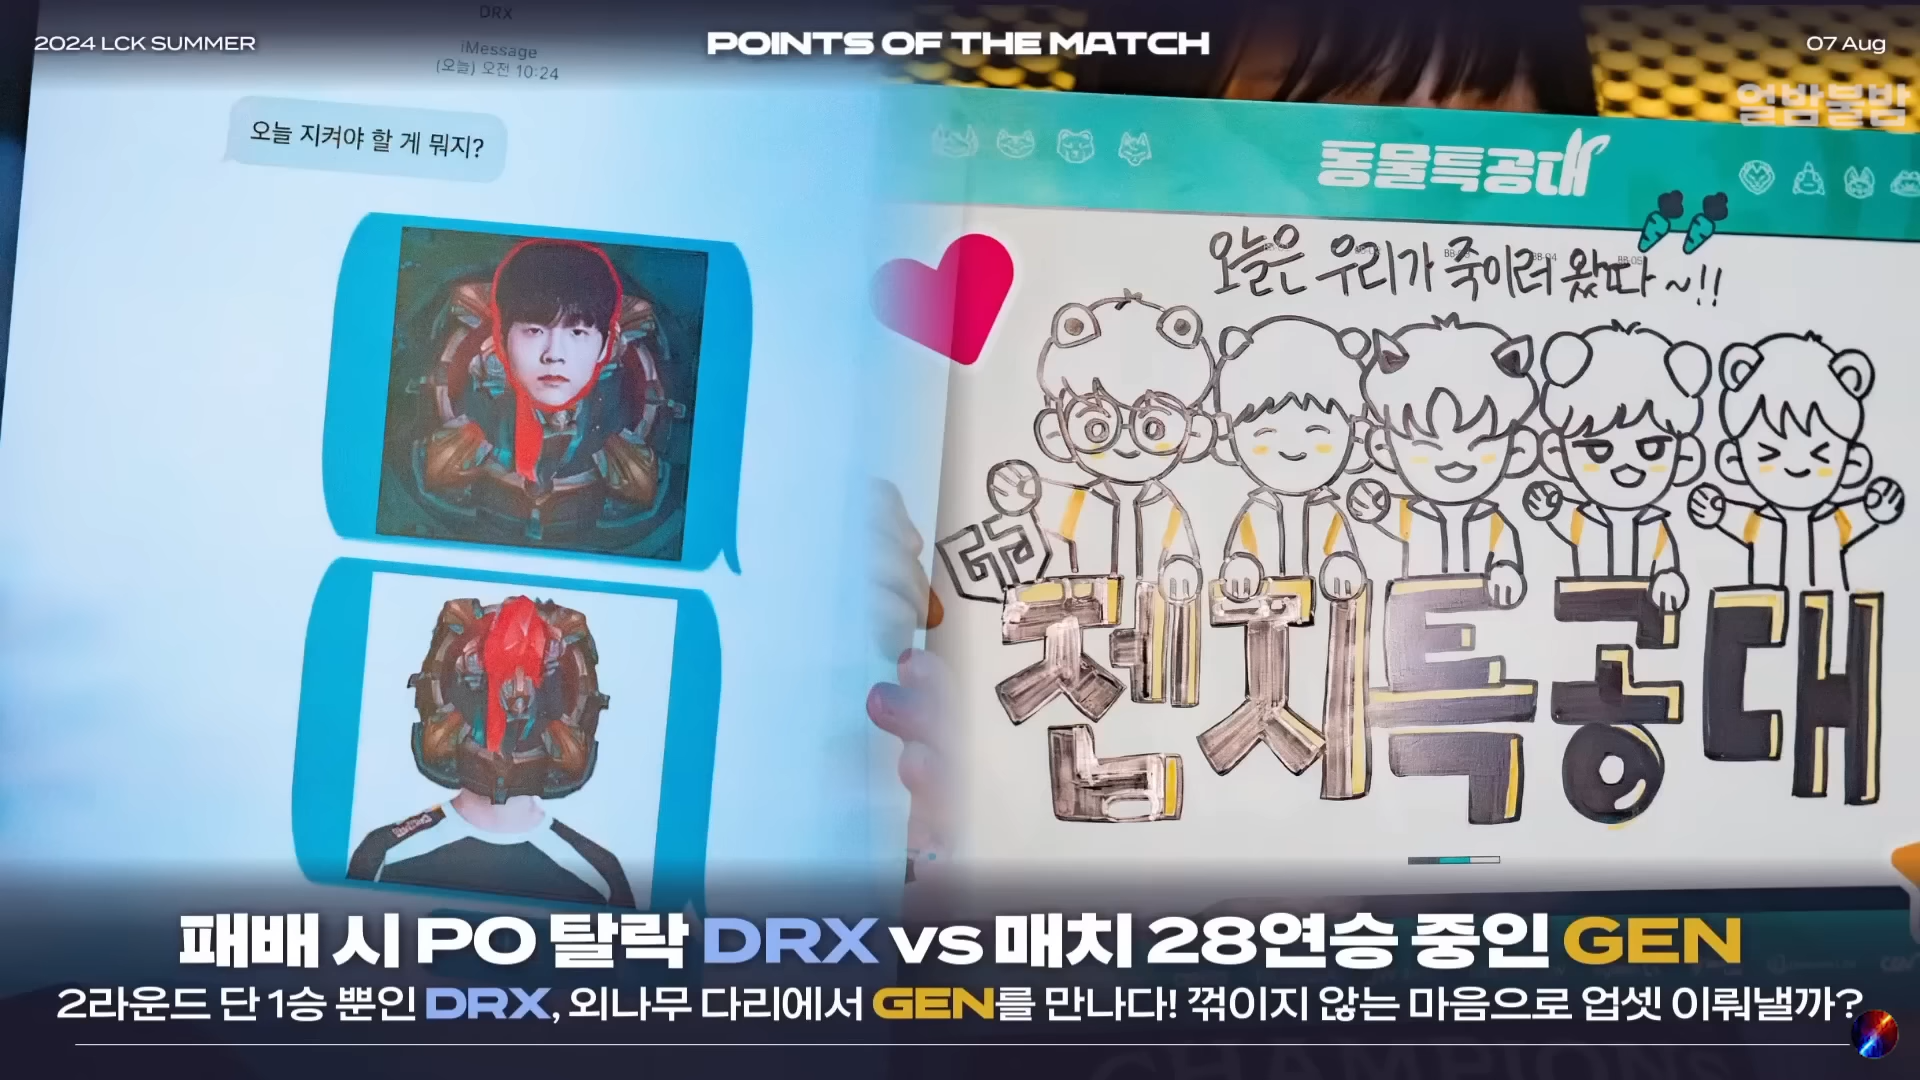 2024 LCK SUMMER
POINTS OF THE MATCH
07 Aug
DRX
iMessage
(오늘) 오전 10:24
오늘 지켜야 할 게 뭐지?
얼밤불밤
동물특공대
오늘은 우리가 죽이러 왔따~!!
젼지특공대
패배 시 PO 탈락 DRX vs 매치 28연승 중인 GEN
2라운드 단 1승 뿐인 DRX, 외나무 다리에서 GEN를 만나다! 꺾이지 않는 마음으로 업셋 이뤄낼까?